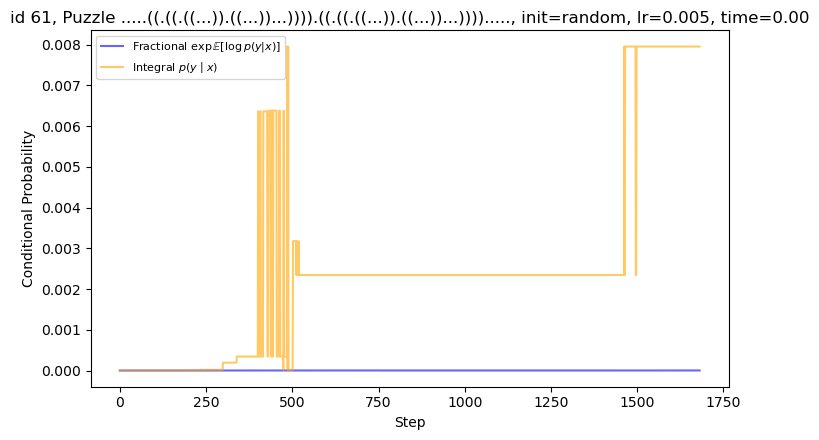 id 61, Puzzle .....((.((.((...)).((...))...)))).((.((.((...)).((...))...))))....., init=random, lr=0.005, time=0.00
Fractional exp𝔼[log p(y|x)]
Integral p(y | x)
0.008
0.007
0.006
0.005
0.004
0.003
0.002
0.001
0.000
Conditional Probability
0 250 500 750 1000 1250 1500 1750
Step